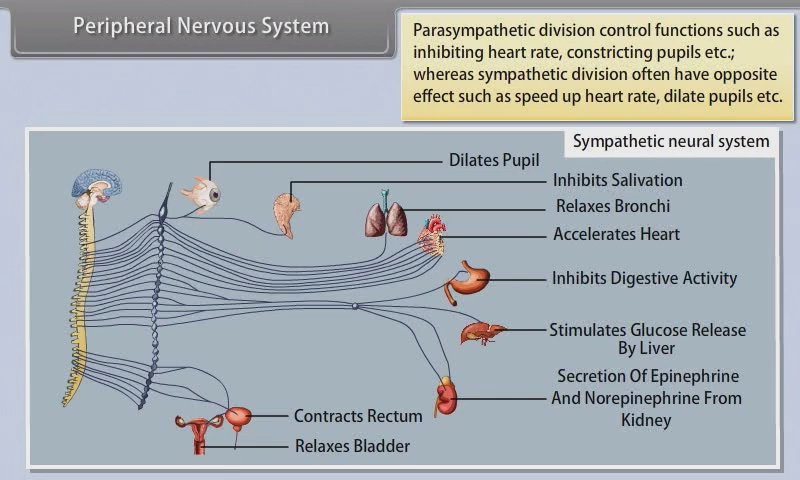 Peripheral Nervous System
Parasympathetic division control functions such as
inhibiting heart rate, constricting pupils etc.;
whereas sympathetic division often have opposite
effect such as speed up heart rate, dilate pupils etc.
Sympathetic neural system
Dilates Pupil
Inhibits Salivation
Relaxes Bronchi
Accelerates Heart
Inhibits Digestive Activity
Stimulates Glucose Release
By Liver
Secretion Of Epinephrine
And Norepinephrine From
Kidney
Contracts Rectum
Relaxes Bladder